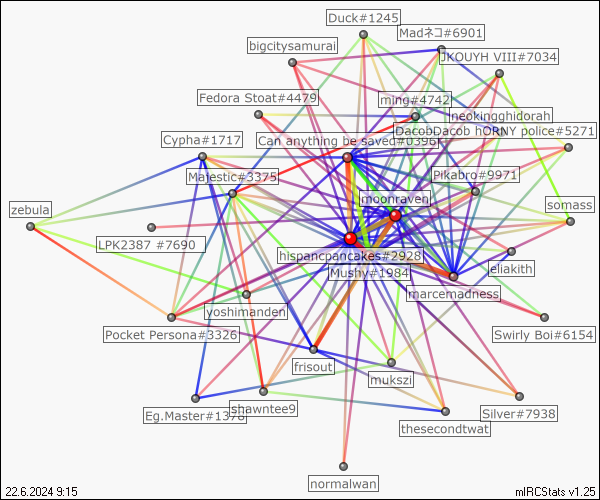 Duck#1245
Madネコ#6901
bigcitysamurai
JKOUYH VIII#7034
Fedora Stoat#4479
ming#4742
neokingghidorah
Cypha#1717
Can anything be saved#0396
DacobDacob hORNY police#5271
Majestic#3375
Pikabro#9971
moonraven
zebula
somass
LPK2387 #7690
hispancpancakes#2928
eliakith
Mushy#1984
marcemadness
yoshimanden
Pocket Persona#3326
Swirly Boi#6154
frisout
mukszi
Eg.Master#1378
shawntee9
Silver#7938
thesecondtwat
normalwan
22.6.2024 9:15
mIRCStats v1.25